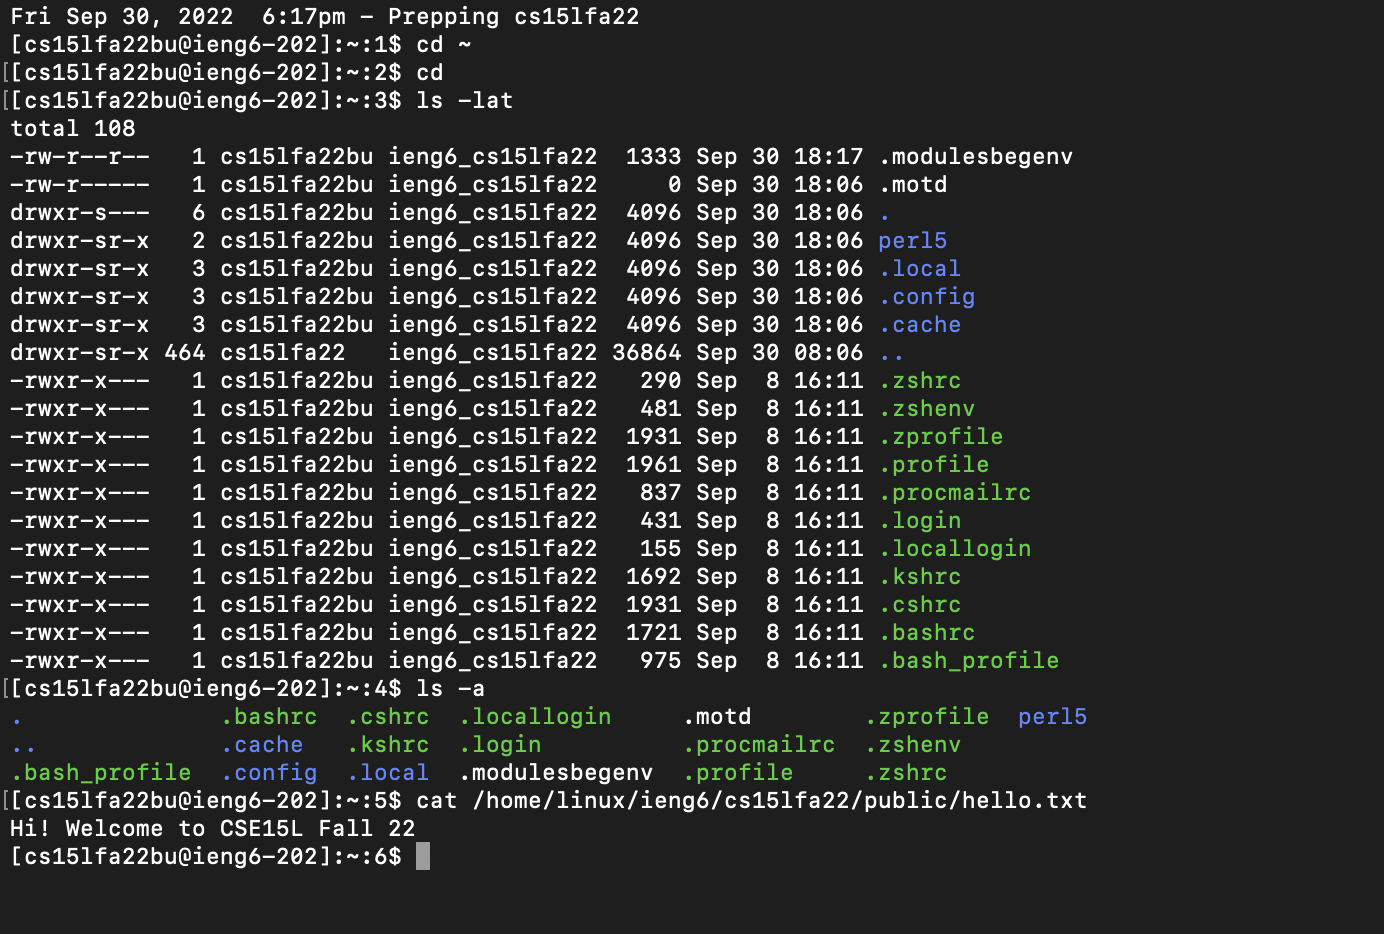 Fri Sep 30, 2022  6:17pm - Prepping cs15lfa22
[cs15lfa22bu@ieng6-202]:~:1$ cd ~
[[cs15lfa22bu@ieng6-202]:~:2$ cd
[[cs15lfa22bu@ieng6-202]:~:3$ ls -lat
total 108
-rw-r--r--   1 cs15lfa22bu ieng6_cs15lfa22  1333 Sep 30 18:17 .modulesbegenv
-rw-r-----   1 cs15lfa22bu ieng6_cs15lfa22     0 Sep 30 18:06 .motd
drwxr-s---   6 cs15lfa22bu ieng6_cs15lfa22  4096 Sep 30 18:06 .
drwxr-sr-x   2 cs15lfa22bu ieng6_cs15lfa22  4096 Sep 30 18:06 perl5
drwxr-sr-x   3 cs15lfa22bu ieng6_cs15lfa22  4096 Sep 30 18:06 .local
drwxr-sr-x   3 cs15lfa22bu ieng6_cs15lfa22  4096 Sep 30 18:06 .config
drwxr-sr-x   3 cs15lfa22bu ieng6_cs15lfa22  4096 Sep 30 18:06 .cache
drwxr-sr-x 464 cs15lfa22   ieng6_cs15lfa22 36864 Sep 30 08:06 ..
-rwxr-x---   1 cs15lfa22bu ieng6_cs15lfa22   290 Sep  8 16:11 .zshrc
-rwxr-x---   1 cs15lfa22bu ieng6_cs15lfa22   481 Sep  8 16:11 .zshenv
-rwxr-x---   1 cs15lfa22bu ieng6_cs15lfa22  1931 Sep  8 16:11 .zprofile
-rwxr-x---   1 cs15lfa22bu ieng6_cs15lfa22  1961 Sep  8 16:11 .profile
-rwxr-x---   1 cs15lfa22bu ieng6_cs15lfa22   837 Sep  8 16:11 .procmailrc
-rwxr-x---   1 cs15lfa22bu ieng6_cs15lfa22   431 Sep  8 16:11 .login
-rwxr-x---   1 cs15lfa22bu ieng6_cs15lfa22   155 Sep  8 16:11 .locallogin
-rwxr-x---   1 cs15lfa22bu ieng6_cs15lfa22  1692 Sep  8 16:11 .kshrc
-rwxr-x---   1 cs15lfa22bu ieng6_cs15lfa22  1931 Sep  8 16:11 .cshrc
-rwxr-x---   1 cs15lfa22bu ieng6_cs15lfa22  1721 Sep  8 16:11 .bashrc
-rwxr-x---   1 cs15lfa22bu ieng6_cs15lfa22   975 Sep  8 16:11 .bash_profile
[[cs15lfa22bu@ieng6-202]:~:4$ ls -a
.              .bashrc  .cshrc  .locallogin     .motd        .zprofile  perl5
..             .cache   .kshrc  .login          .procmailrc  .zshenv
.bash_profile  .config  .local  .modulesbegenv  .profile     .zshrc
[[cs15lfa22bu@ieng6-202]:~:5$ cat /home/linux/ieng6/cs15lfa22/public/hello.txt
Hi! Welcome to CSE15L Fall 22
[cs15lfa22bu@ieng6-202]:~:6$